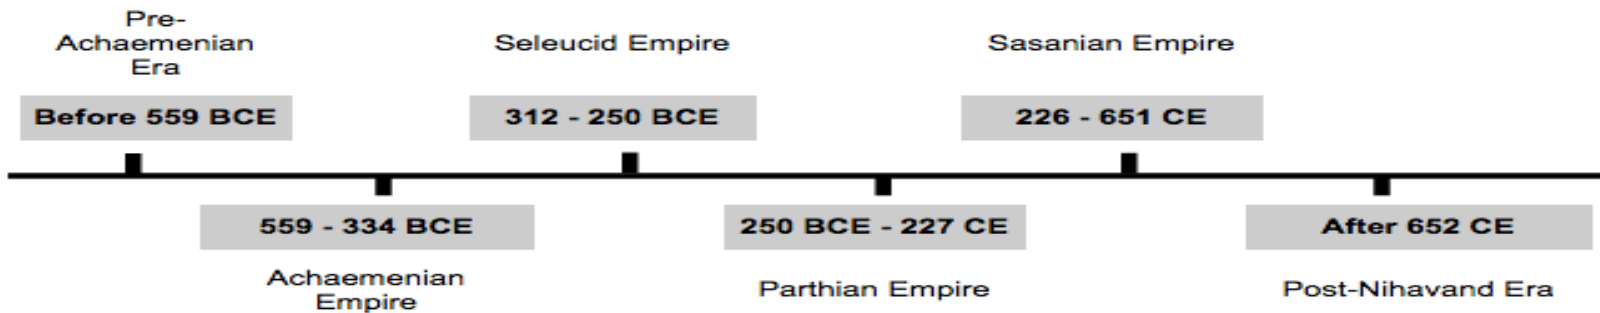 Pre-
Achaemenian
Era
Seleucid Empire
Sasanian Empire
Before 559 BCE
312 - 250 BCE
226 - 651 CE
559 - 334 BCE
250 BCE - 227 CE
After 652 CE
Achaemenian
Empire
Parthian Empire
Post-Nihavand Era